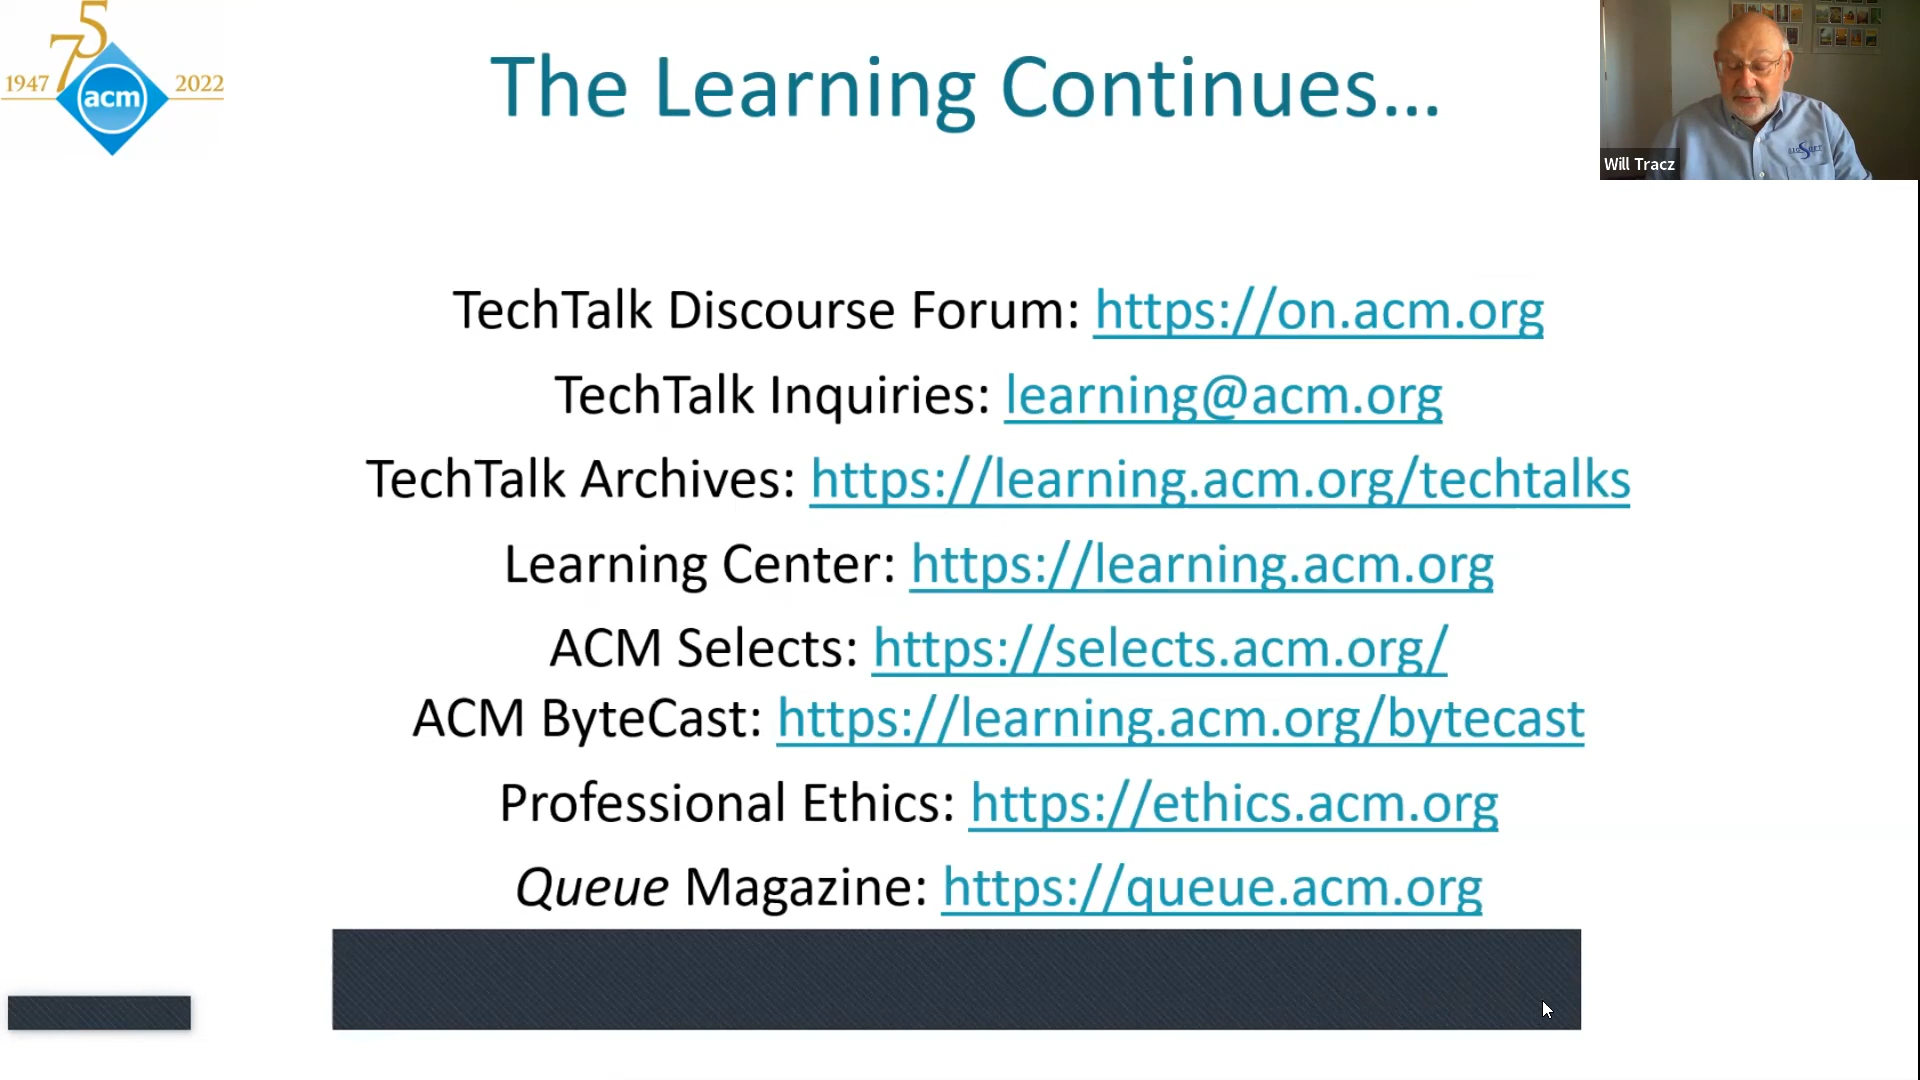 75
1947 acm 2022
The Learning Continues...
Will Tracz
TechTalk Discourse Forum: https://on.acm.org
TechTalk Inquiries: learning@acm.org
TechTalk Archives: https://learning.acm.org/techtalks
Learning Center: https://learning.acm.org
ACM Selects: https://selects.acm.org/
ACM ByteCast: https://learning.acm.org/bytecast
Professional Ethics: https://ethics.acm.org
Queue Magazine: https://queue.acm.org